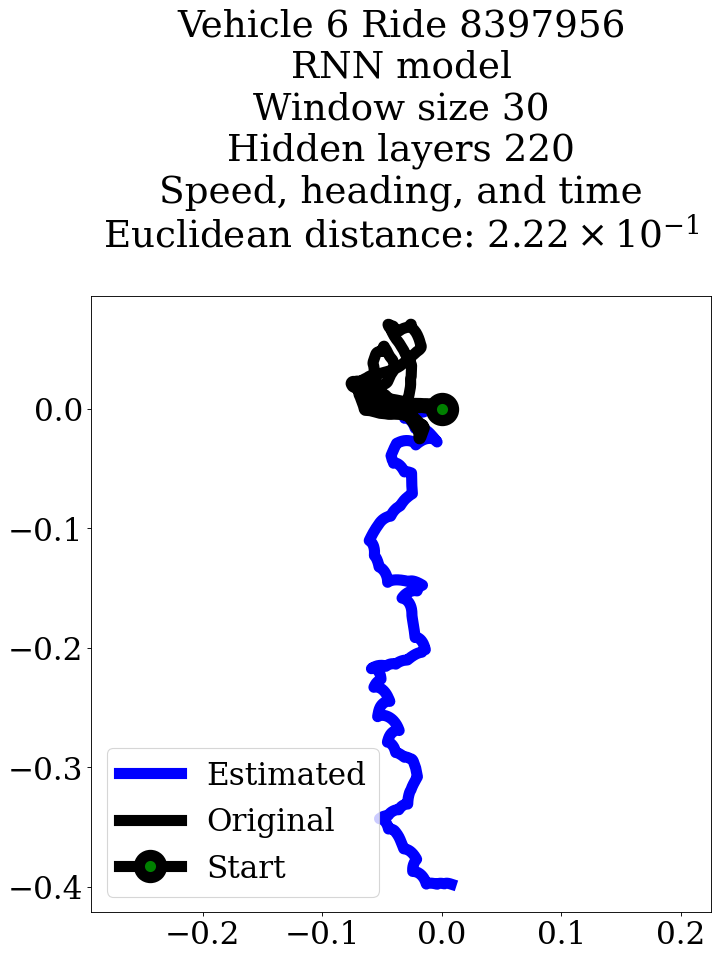 Vehicle 6 Ride 8397956
RNN model
Window size 30
Hidden layers 220
Speed, heading, and time
Euclidean distance: 2.22 × 10⁻¹
0.0
−0.1
−0.2
−0.3
−0.4
Estimated
Original
Start
−0.2 −0.1 0.0 0.1 0.2